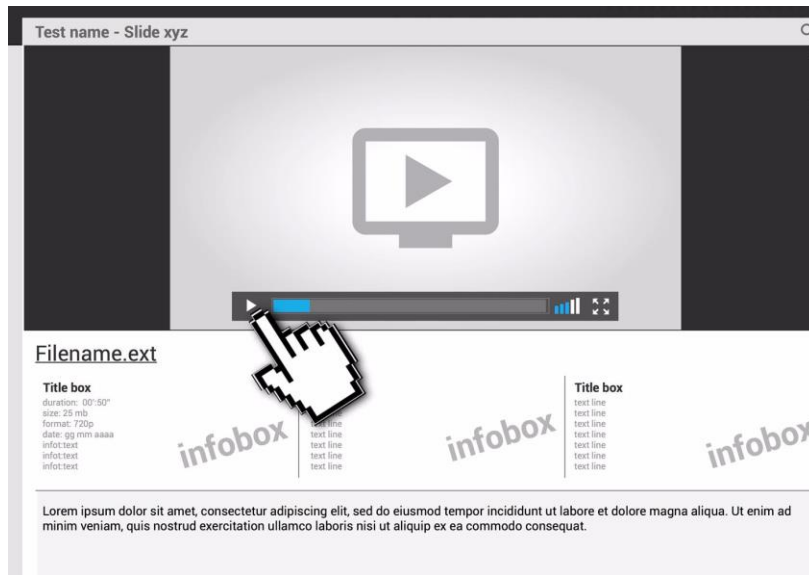 Test name - Slide xyz
Filename.ext
Title box
duration: 00':50"
size: 25 mb
format: 720p
date: gg mm aaaa
infot:text
infot:text
infot:text
infobox
text line
text line
text line
text line
text line
text line
infobox
Title box
text line
text line
text line
text line
text line
text line
text line
infobox
Lorem ipsum dolor sit amet, consectetur adipiscing elit, sed do eiusmod tempor incididunt ut labore et dolore magna aliqua. Ut enim ad
minim veniam, quis nostrud exercitation ullamco laboris nisi ut aliquip ex ea commodo consequat.